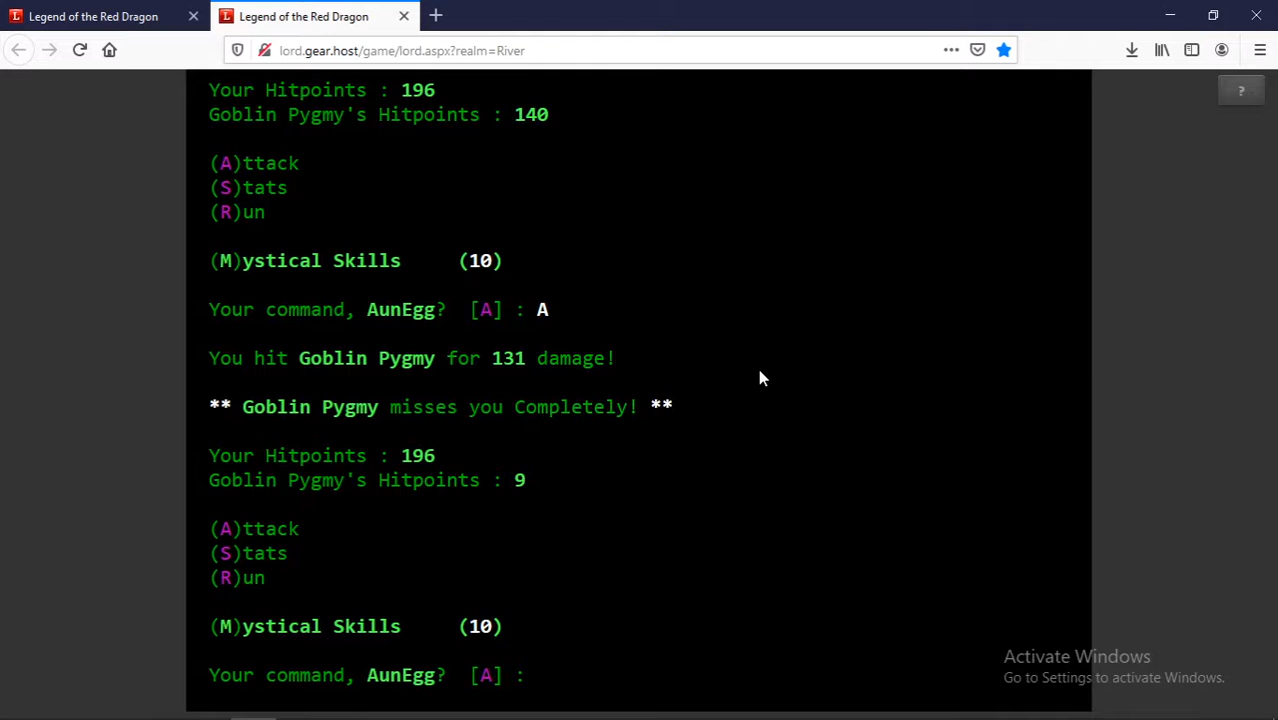 Legend of the Red Dragon
Legend of the Red Dragon
lord.gear.host/game/lord.aspx?realm=River
?
Your Hitpoints : 196
Goblin Pygmy's Hitpoints : 140
(A)ttack
(S)tats
(R)un
(M)ystical Skills (10)
Your command, AunEgg? [A] : A
You hit Goblin Pygmy for 131 damage!
** Goblin Pygmy misses you Completely! **
Your Hitpoints : 196
Goblin Pygmy's Hitpoints : 9
(A)ttack
(S)tats
(R)un
(M)ystical Skills (10)
Your command, AunEgg? [A] :
Activate Windows
Go to Settings to activate Windows.